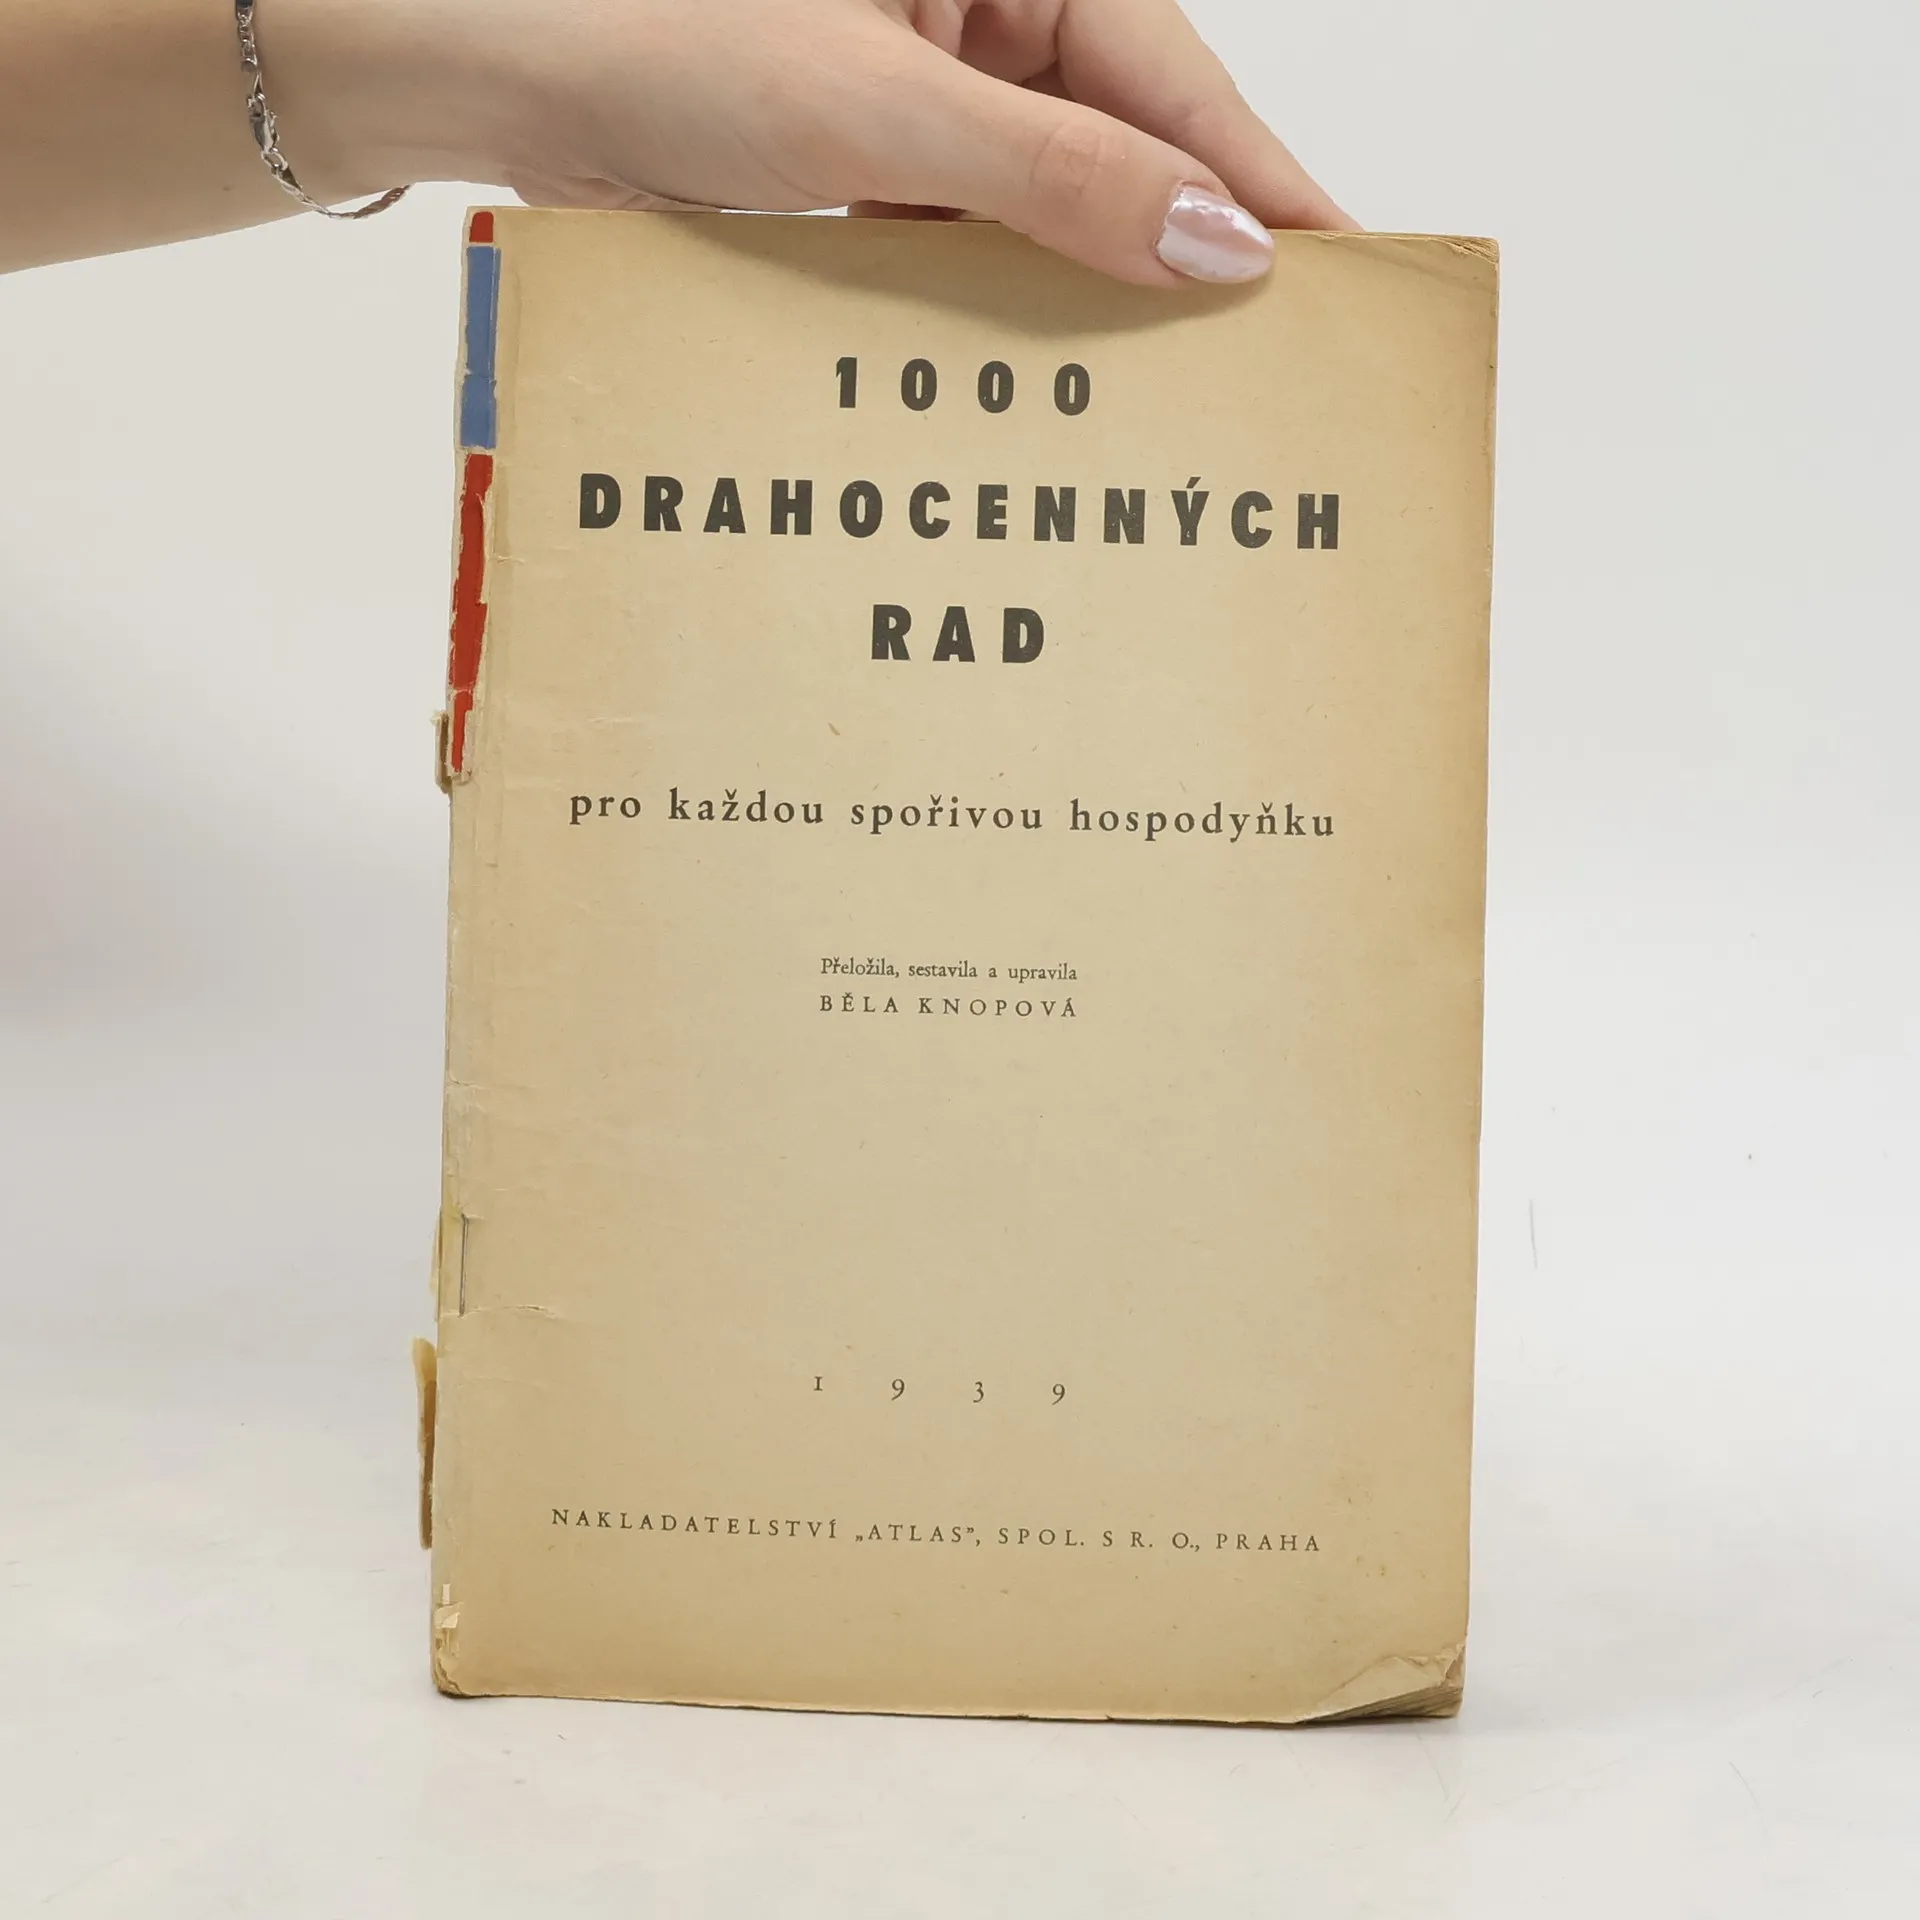 1000
DRAHOCENNÝCH
RAD
pro každou spořivou hospodyňku
Přeložila, sestavila a upravila
BĚLA KNOPOVÁ
1939
NAKLADATELSTVÍ „ATLAS”, SPOL. S R. O., PRAHA